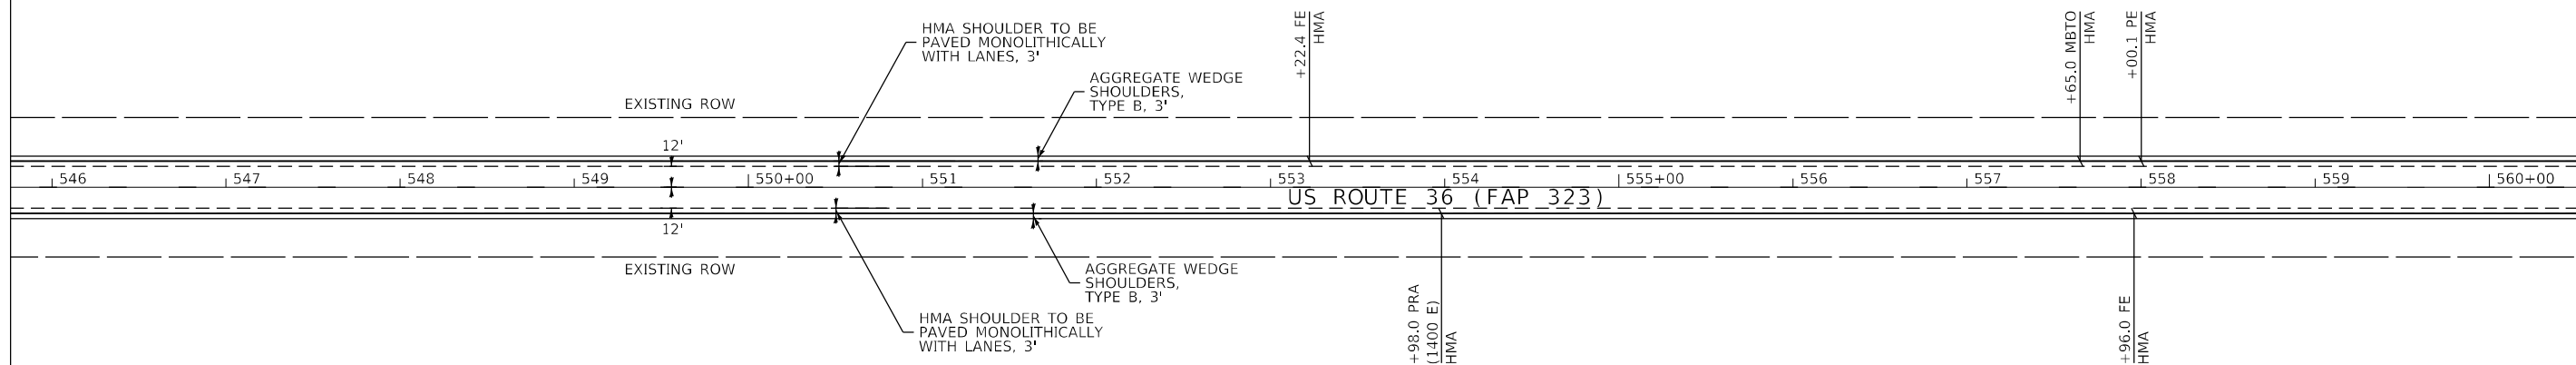 HMA SHOULDER TO BE
PAVED MONOLITHICALLY
WITH LANES, 3'
AGGREGATE WEDGE
SHOULDERS,
TYPE B, 3'
+22.4 FE
HMA
+65.0 MBTO
HMA
+00.1 PE
HMA
EXISTING ROW
12'
546 547 548 549 550+00 551 552 553 554 555+00 556 557 558 559 560+00
US ROUTE 36 (FAP 323)
12'
EXISTING ROW
AGGREGATE WEDGE
SHOULDERS,
TYPE B, 3'
HMA SHOULDER TO BE
PAVED MONOLITHICALLY
WITH LANES, 3'
+98.0 PRA
(1400 E)
HMA
+96.0 FE
HMA